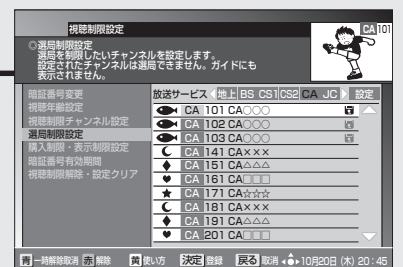 視聴制限設定
CA 101
◎選局制限設定
選局を制限したいチャンネルを設定します。
設定されたチャンネルは選局できません。ガイドにも
表示されません。
暗証番号変更
視聴年齢設定
視聴制限チャンネル設定
選局制限設定
購入制限・表示制限設定
暗証番号有効期間
視聴制限解除・設定クリア
放送サービス 地上 BS CS1 CS2 CA JC 設定
CA 101 CA○○○
CA 102 CA○○○
CA 103 CA○○○
CA 141 CA×××
CA 151 CA△△△
CA 161 CA□□□
CA 171 CA☆☆☆
CA 181 CA×××
CA 191 CA△△△
CA 201 CA□□□
青 一時解除取消 赤 解除 黄 使い方 決定 登録 戻る 取消 10月20日 (木) 20:45